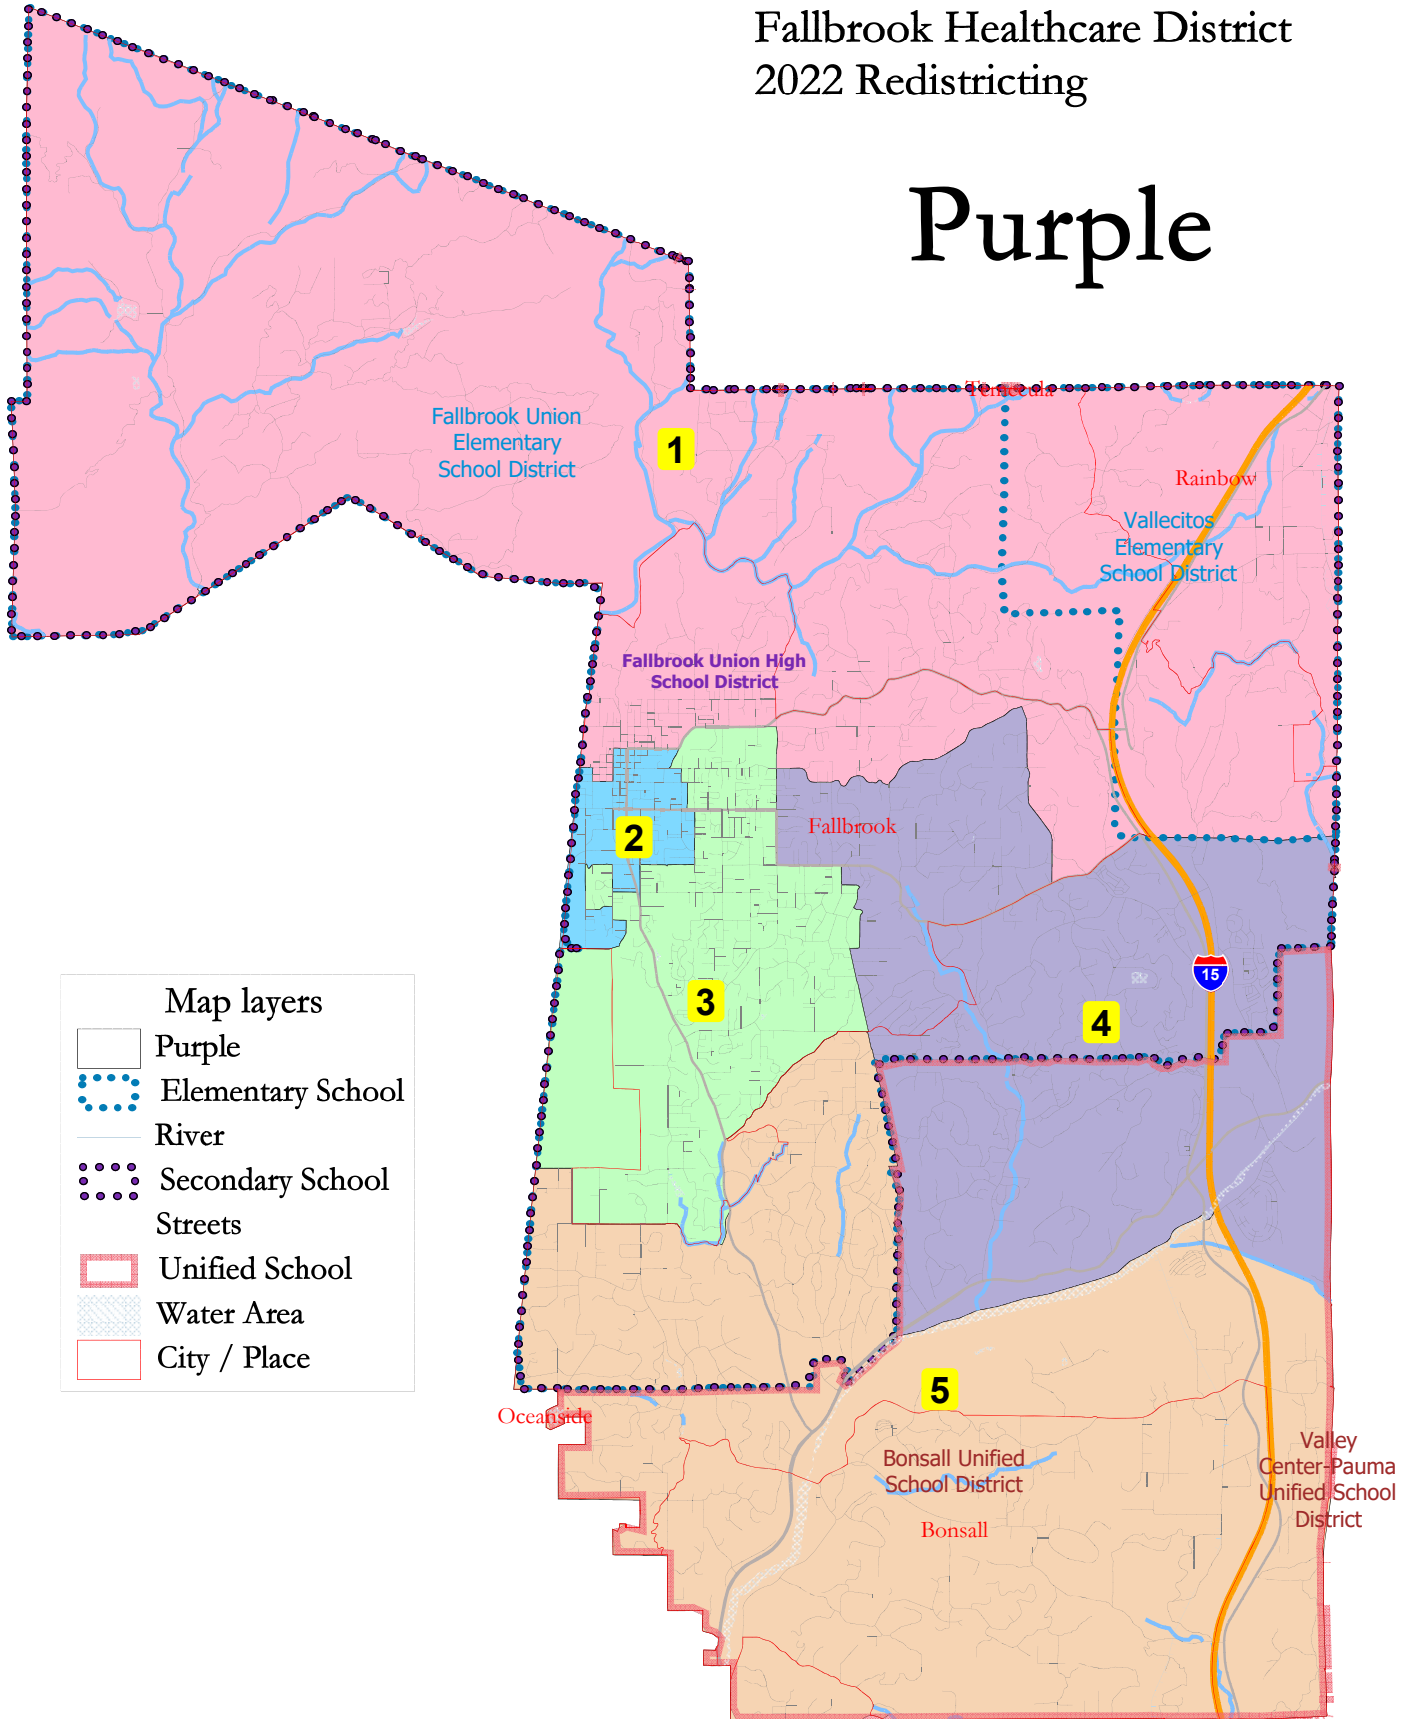 Fallbrook Healthcare District
2022 Redistricting
Purple
Temecula
Fallbrook Union
Elementary
School District
1
Rainbow
Vallecitos
Elementary
School District
Fallbrook Union High
School District
2
Fallbrook
3
15
4
Map layers
Purple
Elementary School
River
Secondary School
Streets
Unified School
Water Area
City / Place
5
Oceanside
Bonsall Unified
School District
Valley
Center-Pauma
Unified School
District
Bonsall